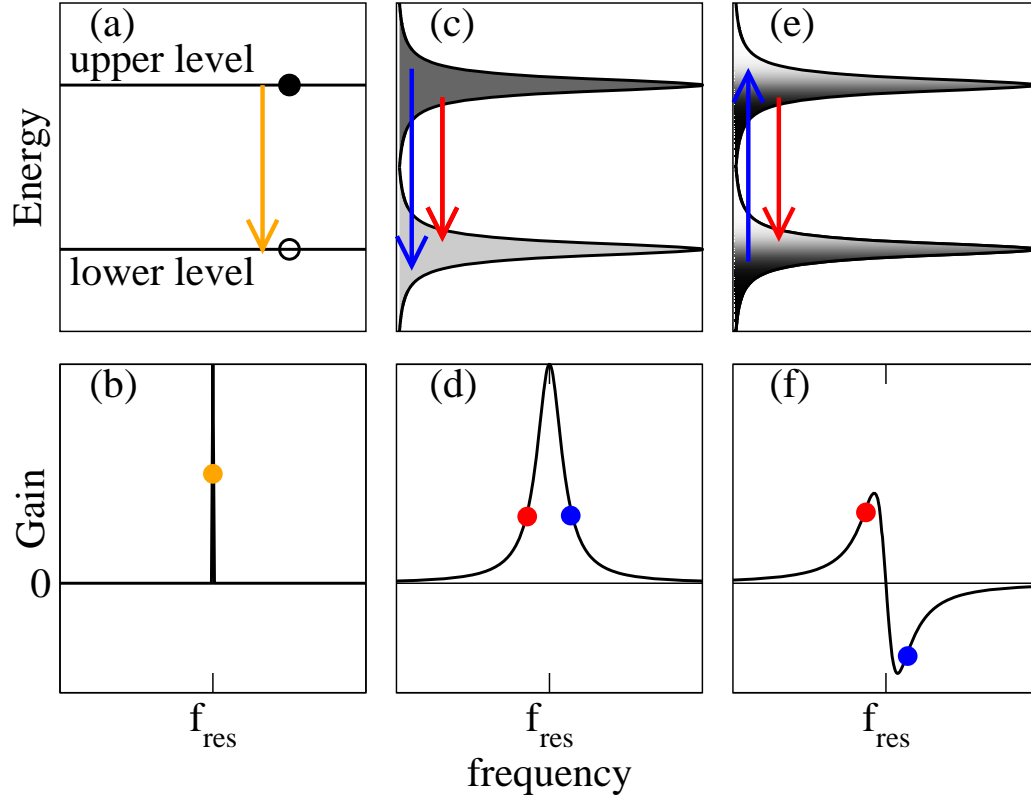 (a)
(c)
(e)
upper level
lower level
Energy
(b)
(d)
(f)
Gain
0
f_res
f_res
f_res
frequency